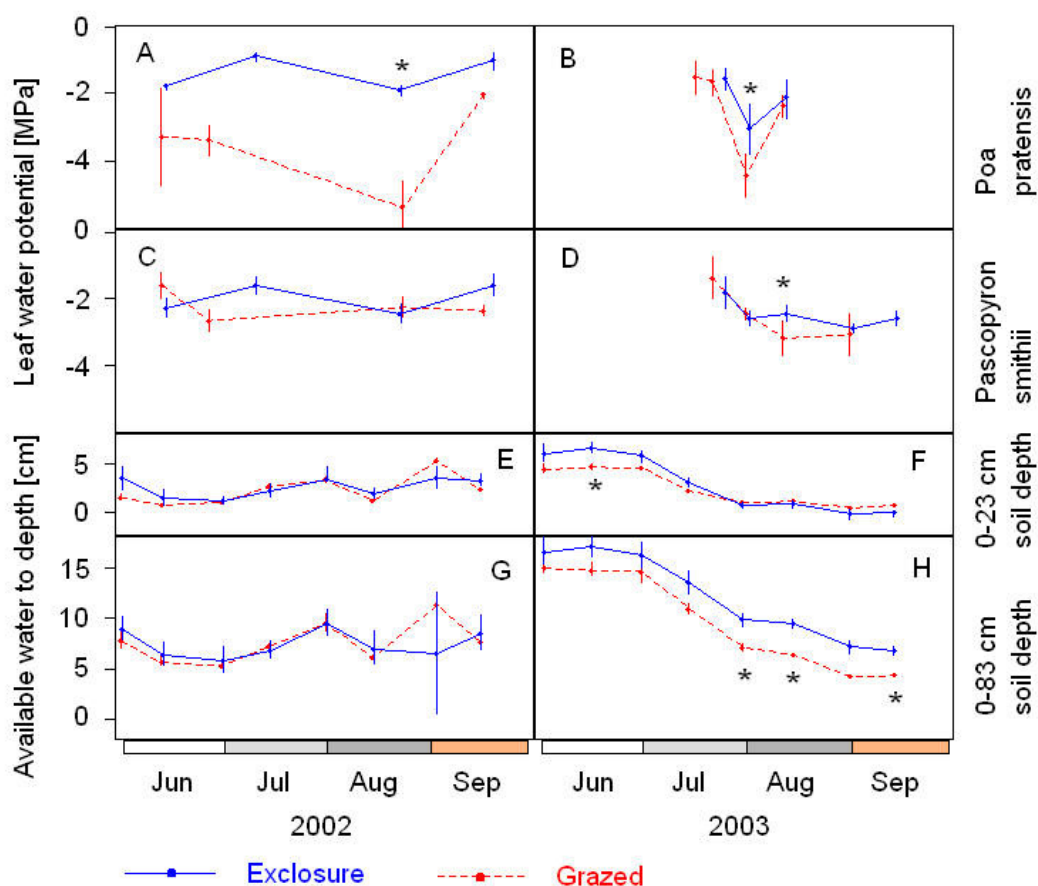 Leaf water potential [MPa]
Available water to depth [cm]
0
-2
-4
0
-2
-4
5
0
15
10
5
0
A
*
B
*
C
D
*
E
F
*
G
H
*
*
*
Poa
pratensis
Pascopyron
smithii
0-23 cm
soil depth
0-83 cm
soil depth
Jun Jul Aug Sep Jun Jul Aug Sep
2002 2003
Exclosure Grazed